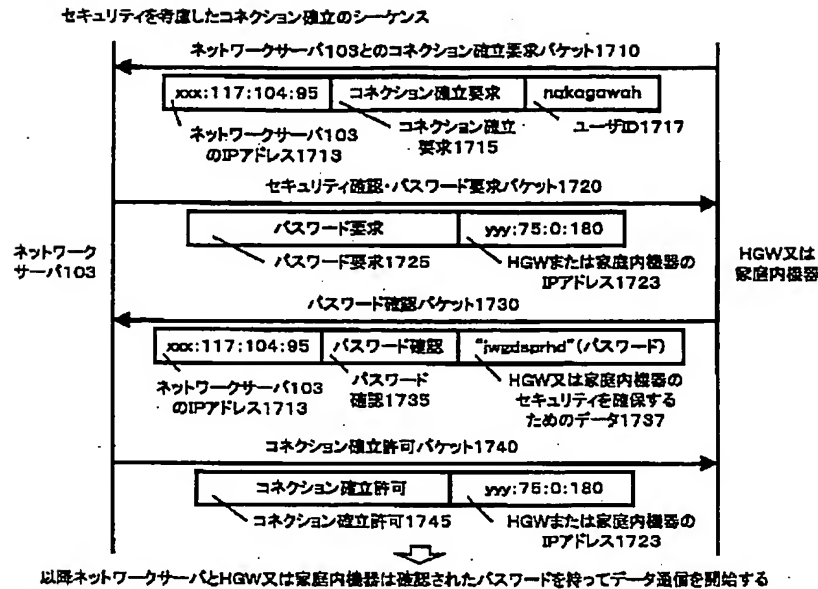 セキュリティを考慮したコネクション確立のシーケンス
ネットワークサーバ103とのコネクション確立要求パケット1710
xxx:117:104:95
コネクション確立要求
nakagawah
ネットワークサーバ103
のIPアドレス1713
コネクション確立
要求1715
ユーザID1717
セキュリティ確認・パスワード要求パケット1720
パスワード要求
yyy:75:0:180
パスワード要求1725
HGWまたは家庭内機器の
IPアドレス1723
ネットワーク
サーバ103
HGW又は
家庭内機器
パスワード確認パケット1730
xxx:117:104:95
パスワード確認
"jwgdsprhd"(パスワード)
ネットワークサーバ103
のIPアドレス1713
パスワード
確認1735
HGW又は家庭内機器の
セキュリティを確保する
ためのデータ1737
コネクション確立許可パケット1740
コネクション確立許可
yyy:75:0:180
コネクション確立許可1745
HGWまたは家庭内機器の
IPアドレス1723
以降ネットワークサーバとHGW又は家庭内機器は確認されたパスワードを持ってデータ通信を開始する